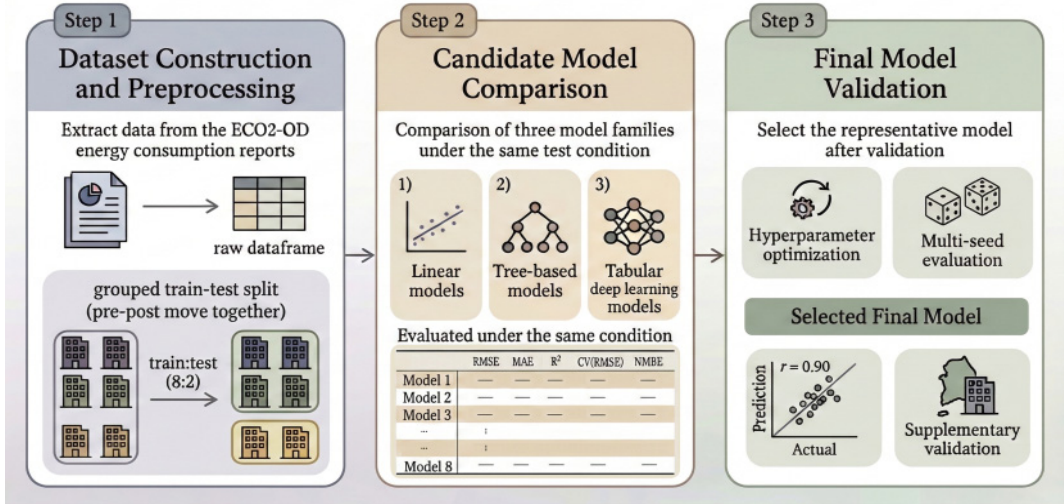 Step 1
Dataset Construction
and Preprocessing
Extract data from the ECO2-OD
energy consumption reports
raw dataframe
grouped train-test split
(pre-post move together)
train:test
(8:2)
Step 2
Candidate Model
Comparison
Comparison of three model families
under the same test condition
1)
Linear
models
2)
Tree-based
models
3)
Tabular
deep learning
models
Evaluated under the same condition
RMSE MAE R² CV(RMSE) NMBE
Model 1 — — — — —
Model 2 — — — — —
Model 3 — — — — —
... :
... :
Model 8 — — — — —
Step 3
Final Model
Validation
Select the representative model
after validation
Hyperparameter
optimization
Multi-seed
evaluation
Selected Final Model
r = 0.90
Prediction
Actual
Supplementary
validation